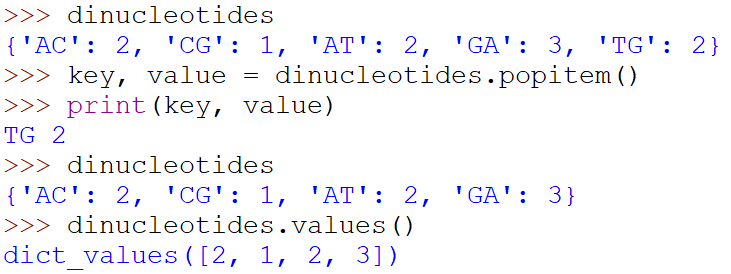 >>> dinucleotides
{'AC': 2, 'CG': 1, 'AT': 2, 'GA': 3, 'TG': 2}
>>> key, value = dinucleotides.popitem()
>>> print(key, value)
TG 2
>>> dinucleotides
{'AC': 2, 'CG': 1, 'AT': 2, 'GA': 3}
>>> dinucleotides.values()
dict_values([2, 1, 2, 3])